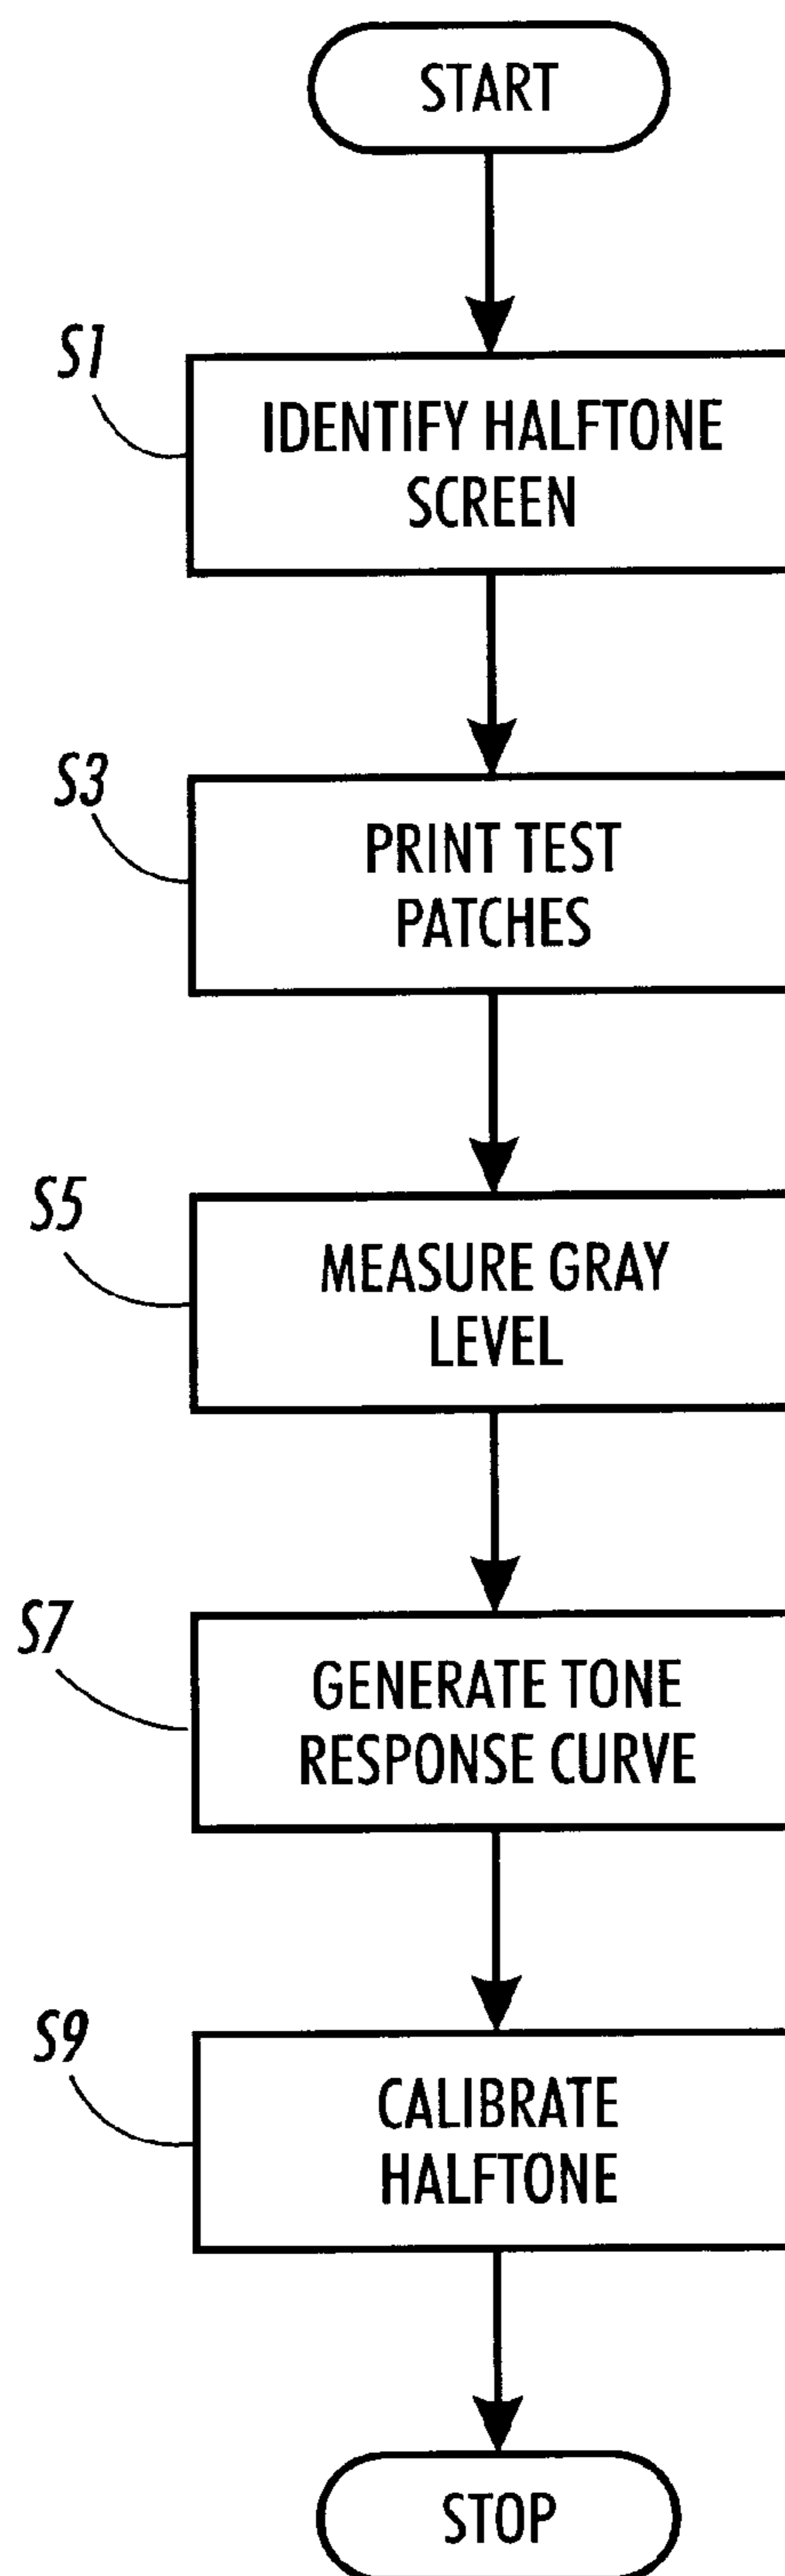 START
S1
IDENTIFY HALFTONE
SCREEN
S3
PRINT TEST
PATCHES
S5
MEASURE GRAY
LEVEL
S7
GENERATE TONE
RESPONSE CURVE
S9
CALIBRATE
HALFTONE
STOP